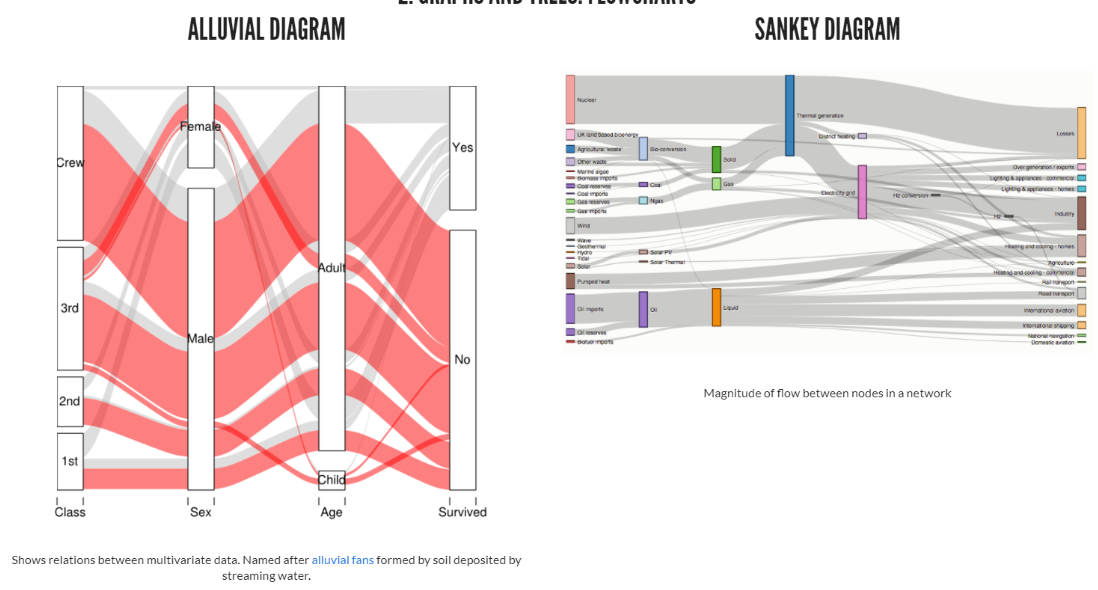 2. GRAPHS AND TREES: FLOWCHARTS
ALLUVIAL DIAGRAM
Crew
3rd
2nd
1st
Female
Male
Adult
Child
Yes
No
Class
Sex
Age
Survived
Shows relations between multivariate data. Named after alluvial fans formed by soil deposited by
streaming water.
SANKEY DIAGRAM
Nuclear
UK land based bioenergy
Agricultural 'waste'
Other waste
Marine algae
Biomass imports
Coal reserves
Coal imports
Gas reserves
Gas imports
Wind
Wave
Geothermal
Hydro
Tidal
Solar
Pumped heat
Oil imports
Oil reserves
Biofuel imports
Bio-conversion
Coal
Ngas
Solar PV
Solar Thermal
Oil
Solid
Gas
Liquid
Thermal generation
District heating
Electricity grid
H2 conversion
H2
Losses
Over generation / exports
Lighting & appliances - commercial
Lighting & appliances - homes
Industry
Heating and cooling - homes
Agriculture
Heating and cooling - commercial
Rail transport
Road transport
International aviation
International shipping
National navigation
Domestic aviation
Magnitude of flow between nodes in a network